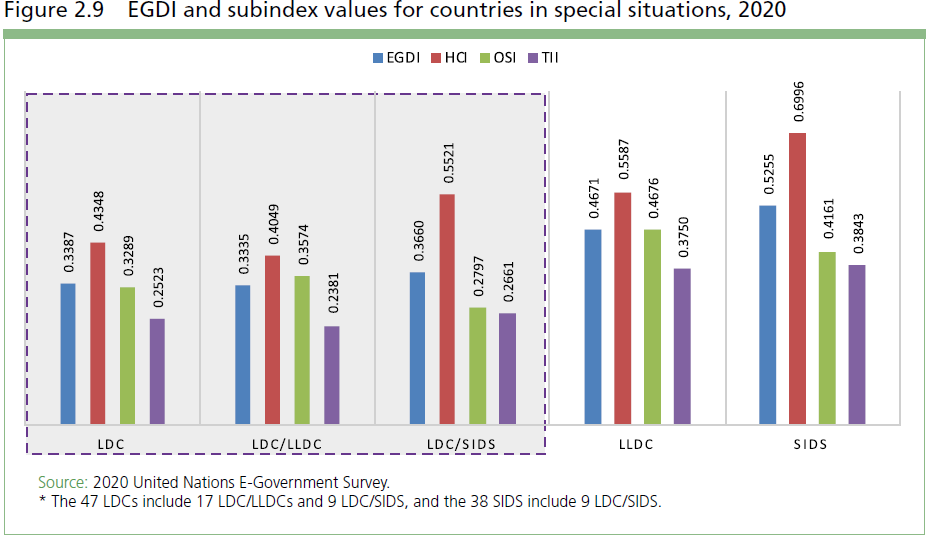 Figure 2.9 EGDI and subindex values for countries in special situations, 2020
EGDI HCI OSI TII
0.3387 0.4348 0.3289 0.2523
0.3335 0.4049 0.3574 0.2381
0.3660 0.5521 0.2797 0.2661
0.4671 0.5587 0.4676 0.3750
0.5255 0.6996 0.4161 0.3843
LDC LDC/LLDC LDC/SIDS LLDC SIDS
Source: 2020 United Nations E-Government Survey.
* The 47 LDCs include 17 LDC/LLDCs and 9 LDC/SIDS, and the 38 SIDS include 9 LDC/SIDS.